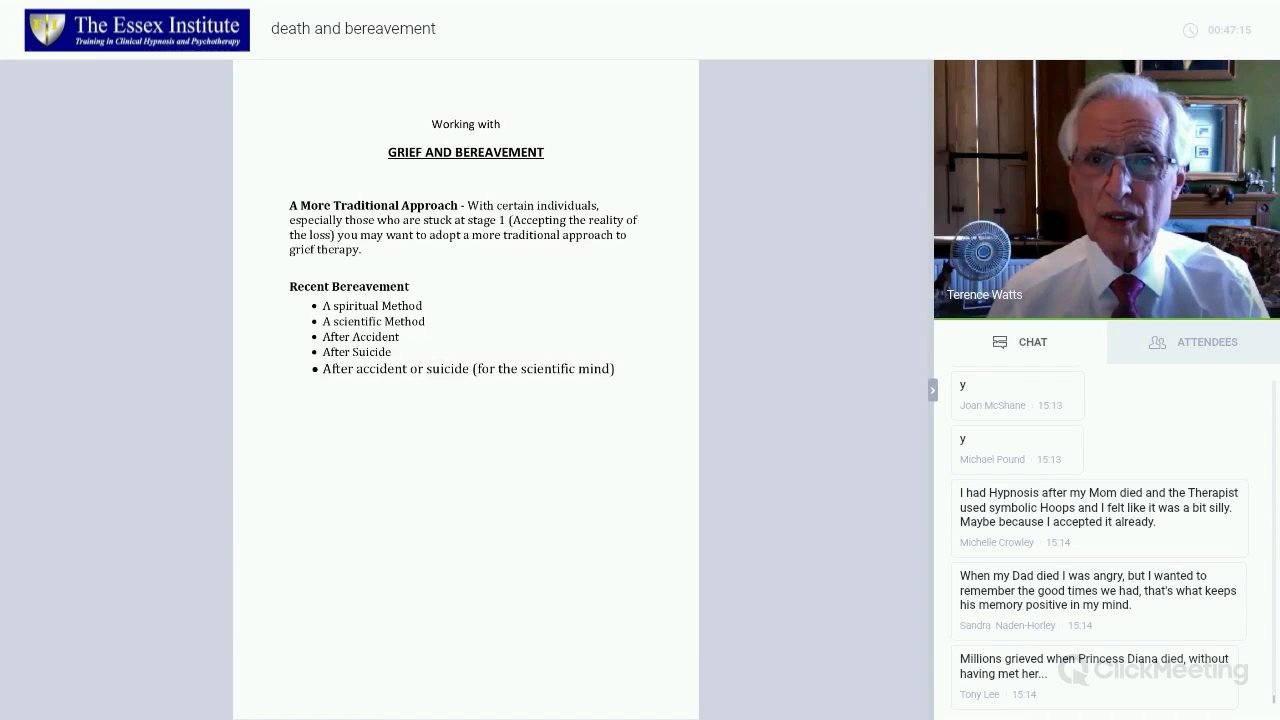 The Essex Institute
Training in Clinical Hypnosis and Psychotherapy
death and bereavement
00:47:15
Working with
GRIEF AND BEREAVEMENT
A More Traditional Approach - With certain individuals,
especially those who are stuck at stage 1 (Accepting the reality of
the loss) you may want to adopt a more traditional approach to
grief therapy.
Recent Bereavement
• A spiritual Method
• A scientific Method
• After Accident
• After Suicide
• After accident or suicide (for the scientific mind)
Terence Watts
CHAT
ATTENDEES
y
Joan McShane · 15:13
y
Michael Pound · 15:13
I had Hypnosis after my Mom died and the Therapist
used symbolic Hoops and I felt like it was a bit silly.
Maybe because I accepted it already.
Michelle Crowley · 15:14
When my Dad died I was angry, but I wanted to
remember the good times we had, that's what keeps
his memory positive in my mind.
Sandra Naden-Horley · 15:14
Millions grieved when Princess Diana died, without
having met her...
Tony Lee · 15:14
ClickMeeting